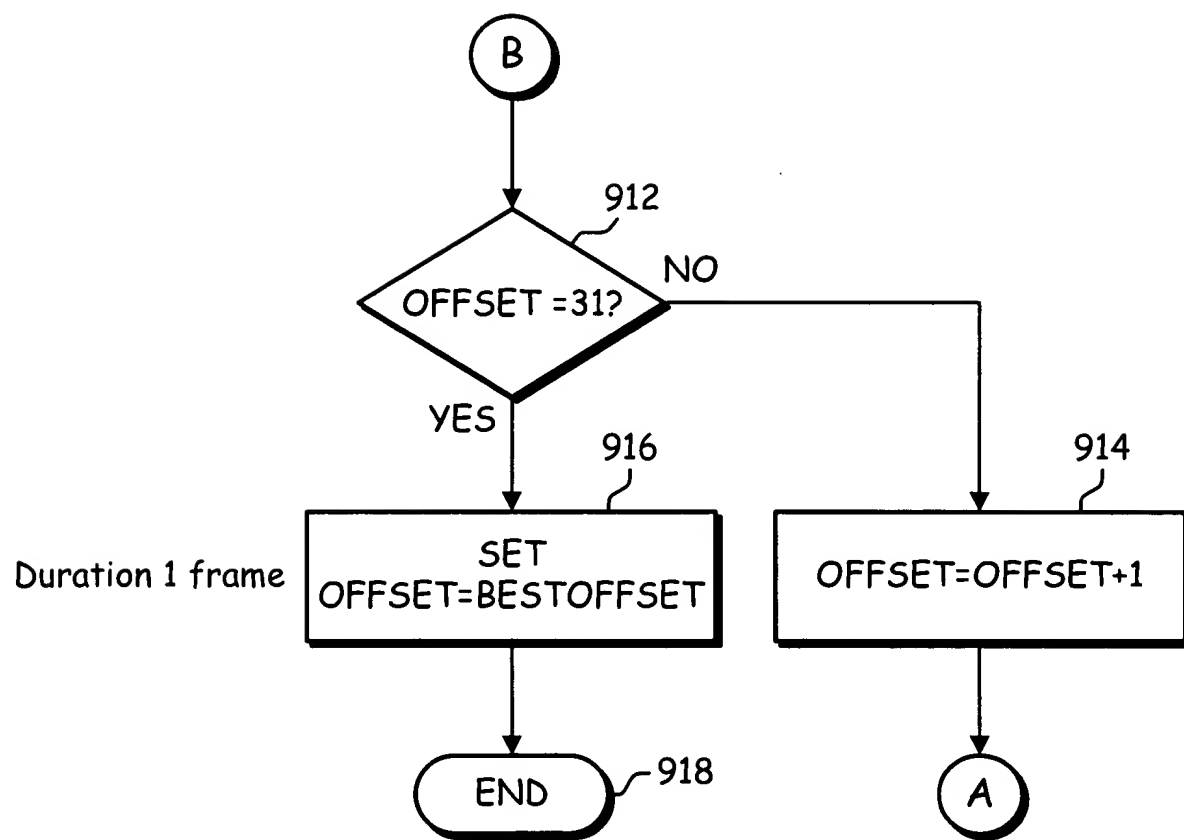 B
912
OFFSET =31?
NO
YES
916
914
Duration 1 frame
SET
OFFSET=BESTOFFSET
OFFSET=OFFSET+1
END
918
A